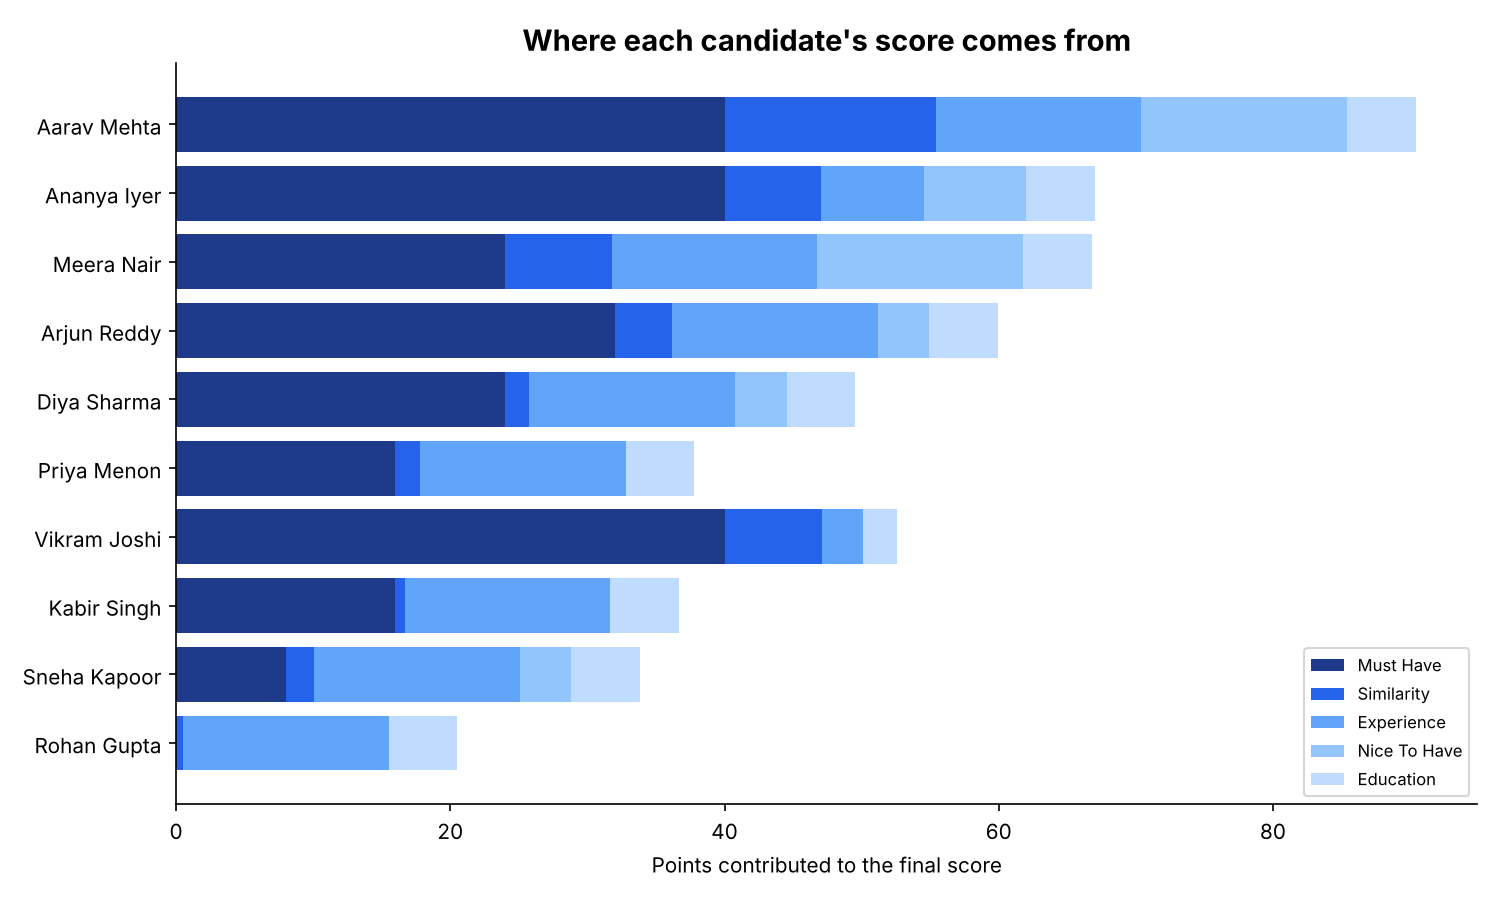 Where each candidate's score comes from
Aarav Mehta
Ananya Iyer
Meera Nair
Arjun Reddy
Diya Sharma
Priya Menon
Vikram Joshi
Kabir Singh
Sneha Kapoor
Rohan Gupta
Must Have
Similarity
Experience
Nice To Have
Education
0 20 40 60 80
Points contributed to the final score